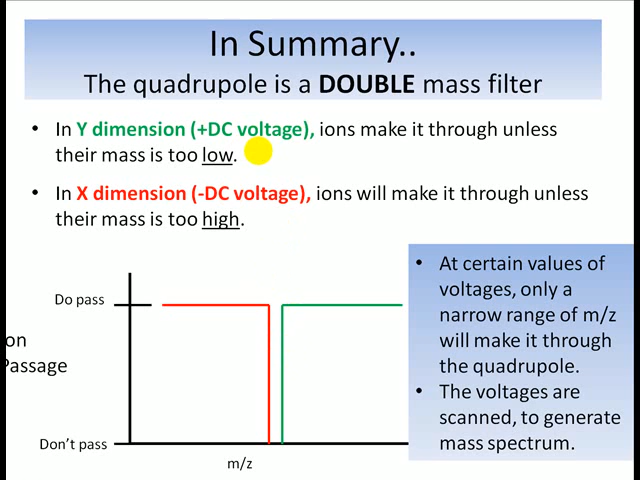 In Summary..
The quadrupole is a DOUBLE mass filter
• In Y dimension (+DC voltage), ions make it through unless
their mass is too low.
• In X dimension (-DC voltage), ions will make it through unless
their mass is too high.
• At certain values of
voltages, only a
narrow range of m/z
will make it through
the quadrupole.
• The voltages are
scanned, to generate
mass spectrum.
Do pass
on
Passage
Don't pass
m/z